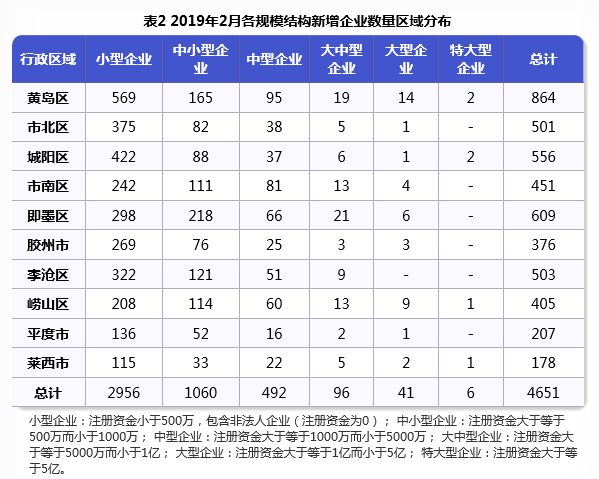 表2 2019年2月各规模结构新增企业数量区域分布
行政区域 小型企业 中小型企业 中型企业 大中型企业 大型企业 特大型企业 总计
黄岛区 569 165 95 19 14 2 864
市北区 375 82 38 5 1 - 501
城阳区 422 88 37 6 1 2 556
市南区 242 111 81 13 4 - 451
即墨区 298 218 66 21 6 - 609
胶州市 269 76 25 3 3 - 376
李沧区 322 121 51 9 - - 503
崂山区 208 114 60 13 9 1 405
平度市 136 52 16 2 1 - 207
莱西市 115 33 22 5 2 1 178
总计 2956 1060 492 96 41 6 4651
小型企业：注册资金小于500万，包含非法人企业（注册资金为0）； 中小型企业：注册资金大于等于
500万而小于1000万； 中型企业：注册资金大于等于1000万而小于5000万； 大中型企业：注册资金大
于等于5000万而小于1亿； 大型企业：注册资金大于等于1亿而小于5亿； 特大型企业：注册资金大于等
于5亿。